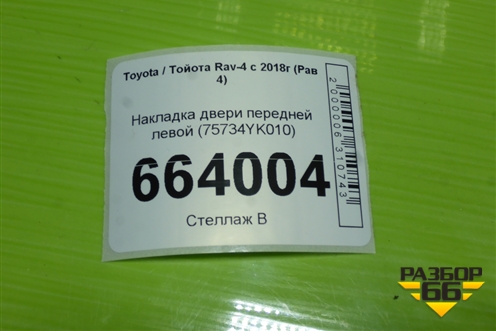 Toyota / Тойота Rav-4 с 2018г (Рав
4)
Накладка двери передней
левой (75734YK010)
664004
Стеллаж В
2000006310743
РАЗБОР
66